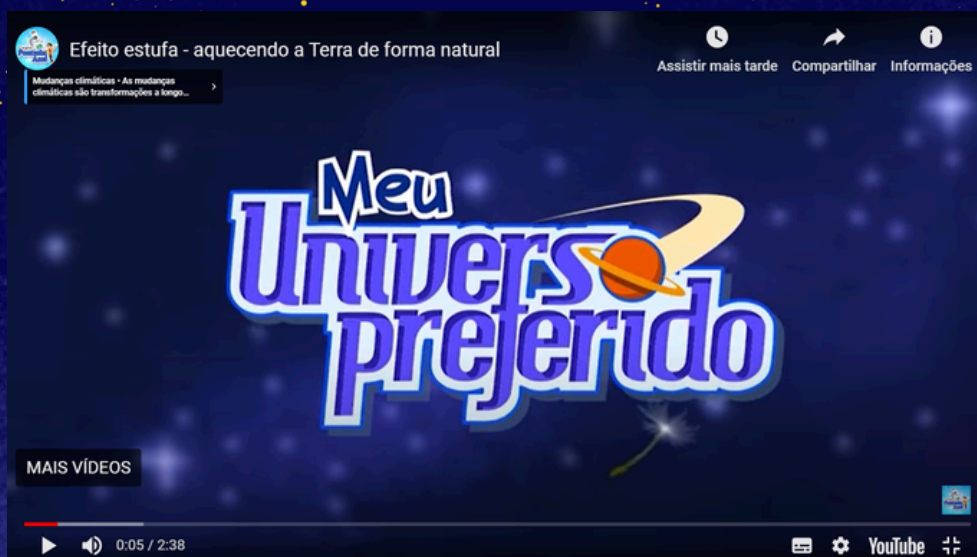 Efeito estufa - aquecendo a Terra de forma natural
Assistir mais tarde
Compartilhar
Informações
Mudanças climáticas • As mudanças
climáticas são transformações a longo...
Meu
Universo
preferido
MAIS VÍDEOS
0:05 / 2:38
YouTube